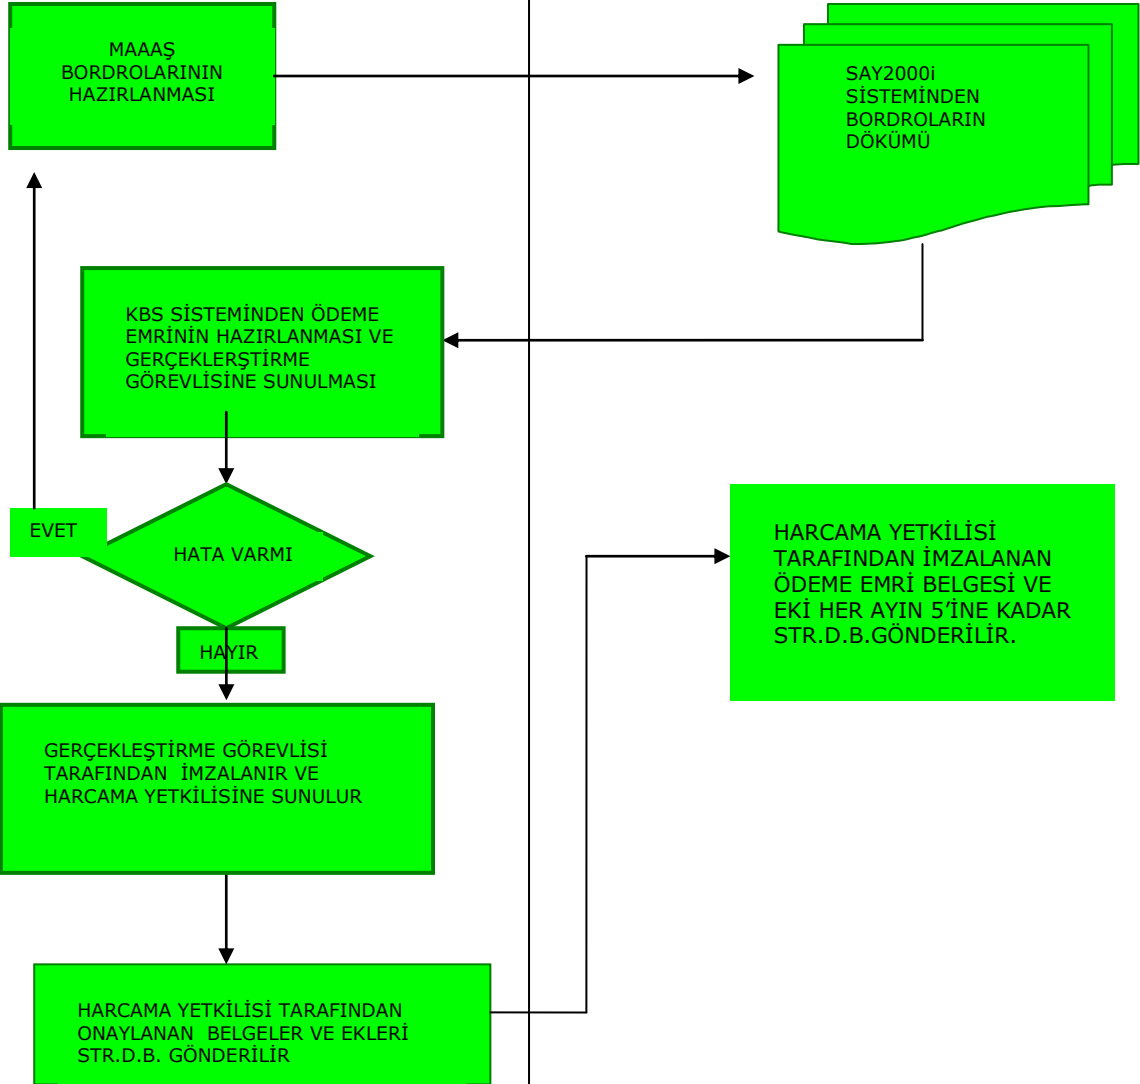 MAAAŞ
BORDROLARININ
HAZIRLANMASI
SAY2000i
SİSTEMİNDEN
BORDROLARIN
DÖKÜMÜ
KBS SİSTEMİNDEN ÖDEME
EMRİNİN HAZIRLANMASI VE
GERÇEKLERŞTİRME
GÖREVLİSİNE SUNULMASI
EVET
HATA VARMI
HAYIR
HARCAMA YETKİLİSİ
TARAFINDAN İMZALANAN
ÖDEME EMRİ BELGESİ VE
EKİ HER AYIN 5’İNE KADAR
STR.D.B.GÖNDERİLİR.
GERÇEKLEŞTİRME GÖREVLİSİ
TARAFINDAN  İMZALANIR VE
HARCAMA YETKİLİSİNE SUNULUR
HARCAMA YETKİLİSİ TARAFINDAN
ONAYLANAN  BELGELER VE EKLERİ
STR.D.B. GÖNDERİLİR